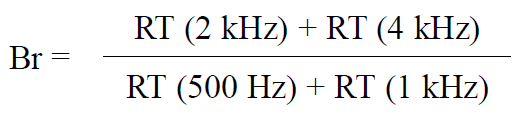 Br = RT (2 kHz) + RT (4 kHz)
RT (500 Hz) + RT (1 kHz)